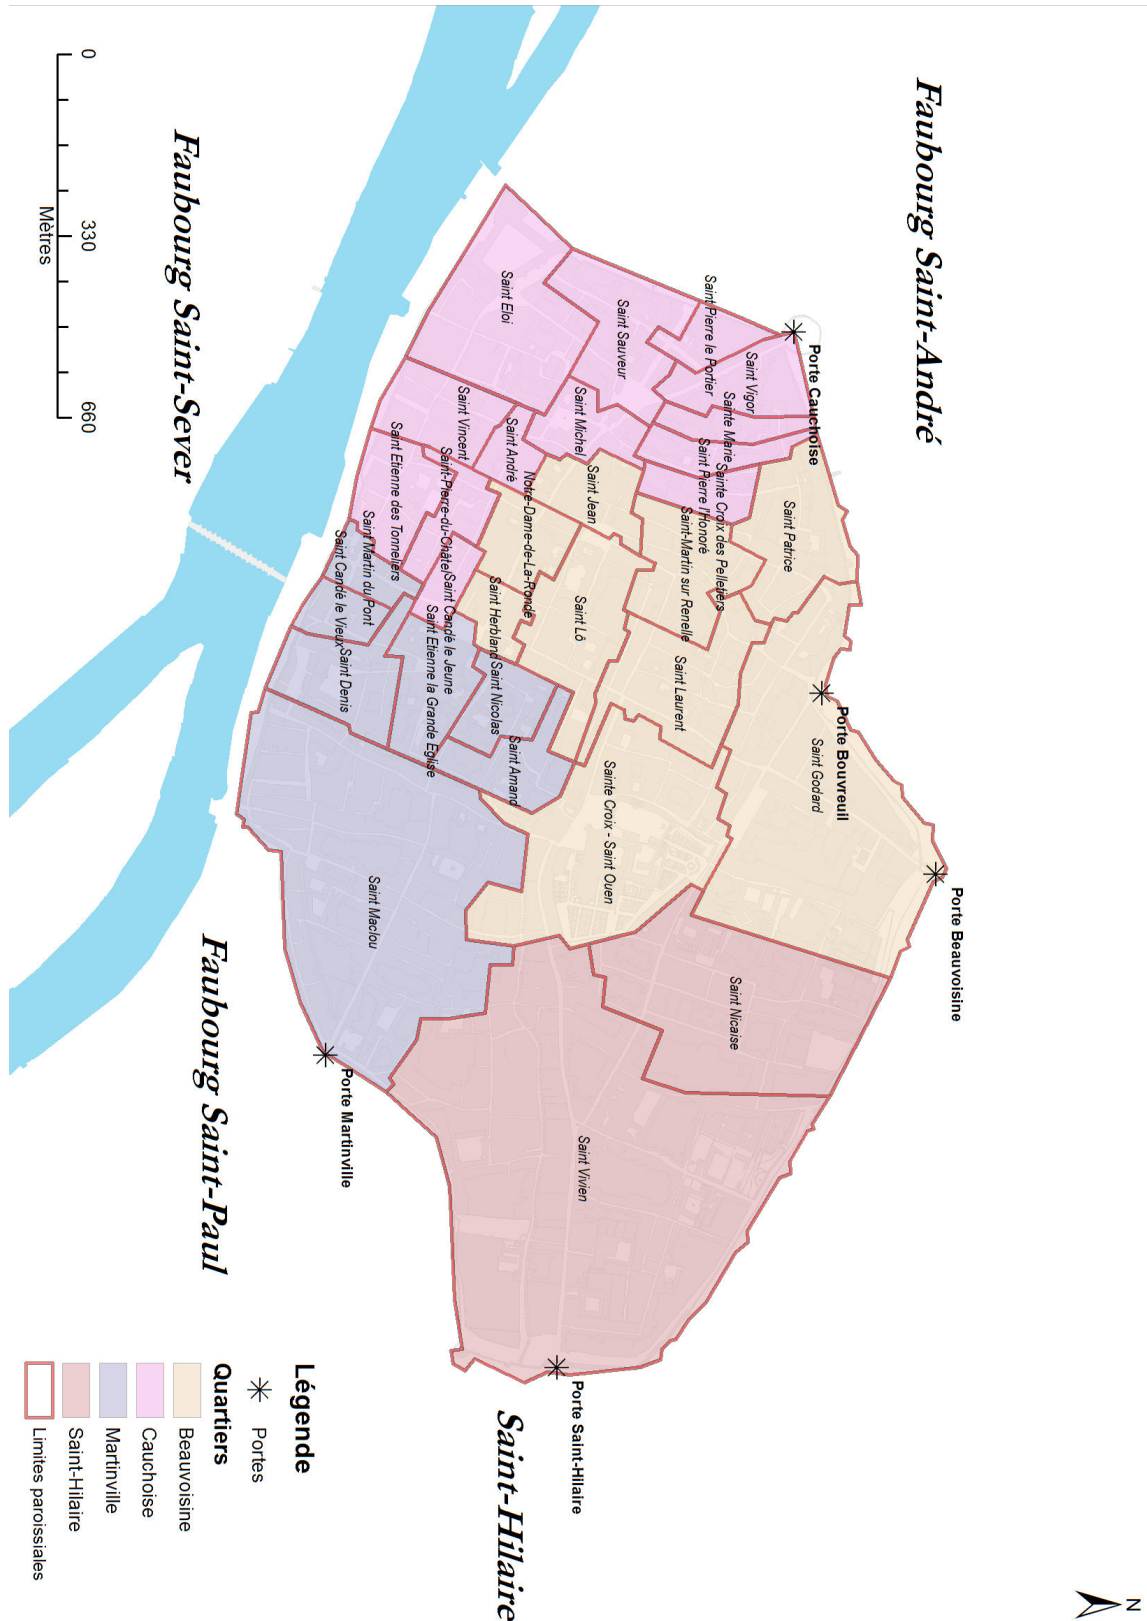 N
Faubourg Saint-André
Porte Cauchoise
Porte Bouvreuil
Porte Beauvoisine
Saint Pierre le Portier
Saint Vigor
Sainte Marie
Sainte Croix des Pelletiers
Saint Pierre l'Honoré
Saint Patrice
Saint Godard
Saint Sauveur
Saint Michel
Saint Jean
Saint-Martin sur Renelle
Saint Laurent
Saint Nicaise
Saint Eloi
Saint Vincent
Saint André
Notre-Dame-de-La-Ronde
Saint Lô
Sainte Croix - Saint Ouen
Saint Vivien
Saint-Pierre-du-Châtel
Saint Candé le Jeune
Saint Herbland
Saint Nicolas
Saint Amand
Saint Etienne des Tonneliers
Saint Etienne la Grande Eglise
Saint Martin du Pont
Saint Candé le Vieux
Saint Denis
Saint Maclou
Porte Martinville
Porte Saint-Hilaire
Saint-Hilaire
Faubourg Saint-Sever
Faubourg Saint-Paul
0
330
660
Mètres
Légende
Portes
Quartiers
Beauvoisine
Cauchoise
Martinville
Saint-Hilaire
Limites paroissiales